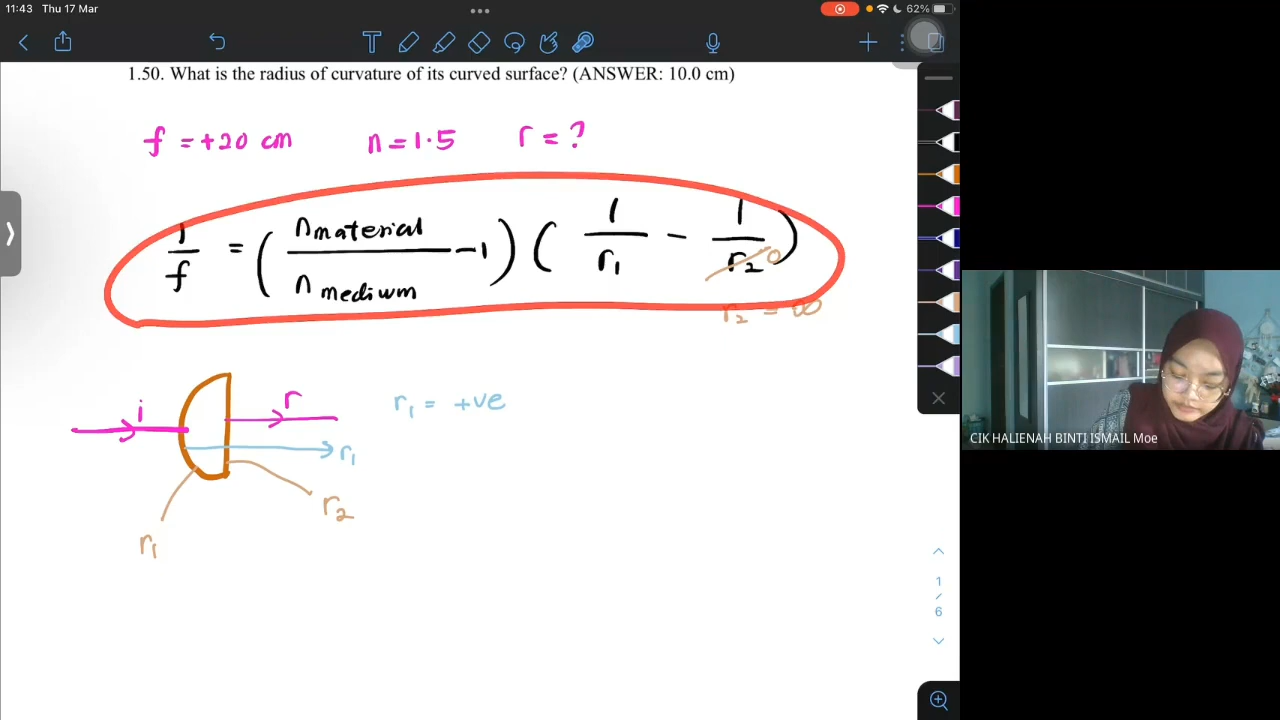 11:43 Thu 17 Mar
62%
1.50. What is the radius of curvature of its curved surface? (ANSWER: 10.0 cm)
f = +20 cm n = 1.5 r = ?
1/f = (n material / n medium - 1) (1/r₁ - 1/r₂) 0
r₂ = ∞
i r r₁ = +ve
r₁
r₂
r₁
CIK HALIENAH BINTI ISMAIL Moe
1
/
6